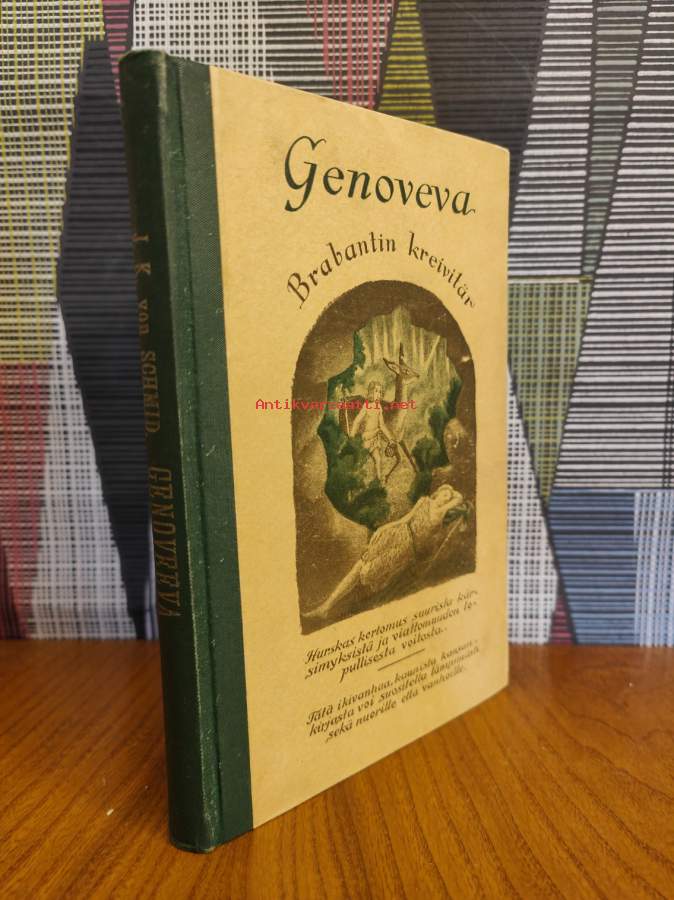 Genoveva
Brabantin kreivitär
Antikvariaatti.net
Hurskas kertomus suurista kär-
simyksistä ja viattomuuden lo-
pullisesta voitosta.
Tätä ikivanhaa, kaunista kansan-
kirjasta voi suositella lämpimästi
sekä nuorille että vanhoille.
J. K. von SCHMID. GENOVEEVA